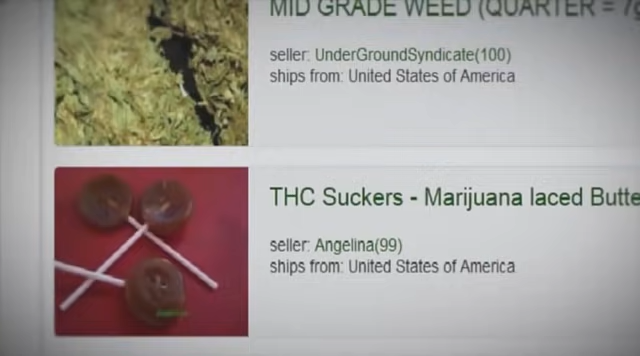 MID GRADE WEED (QUARTER = 7g
seller: UnderGroundSyndicate(100)
ships from: United States of America
THC Suckers - Marijuana laced Butte
seller: Angelina(99)
ships from: United States of America